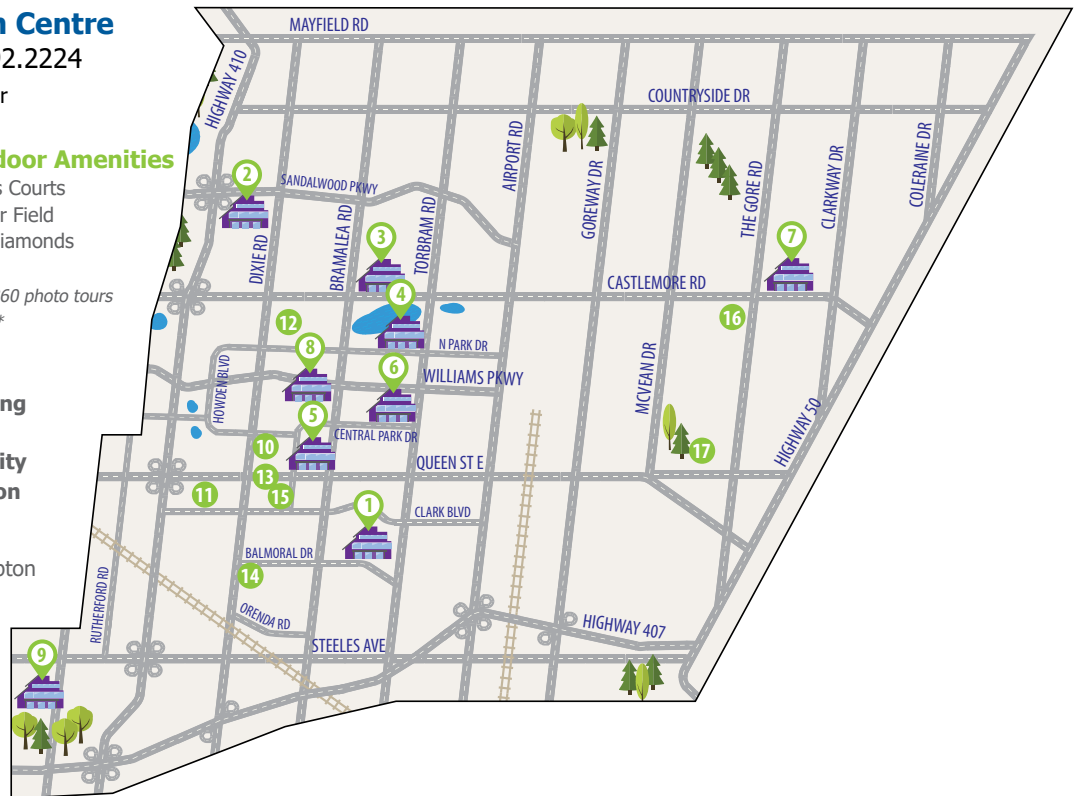 Centre
2.2224
door Amenities
Courts
Field
iamonds
60 photo tours
*
MAYFIELD RD
HIGHWAY 410
COUNTRYSIDE DR
AIRPORT RD
SANDALWOOD PKWY
2
GOREWAY DR
THE GORE RD
CLARKWAY DR
COLERAINE DR
DIXIE RD
BRAMALEA RD
TORBRAM RD
3
7
CASTLEMORE RD
4
12
16
N PARK DR
8
HOWDEN BLVD
6
WILLIAMS PKWY
MCVEAN DR
5
CENTRAL PARK DR
HIGHWAY 50
10
17
QUEEN ST E
13
11
15
1
CLARK BLVD
BALMORAL DR
14
RUTHERFORD RD
ORENDA RD
HIGHWAY 407
STEELES AVE
9